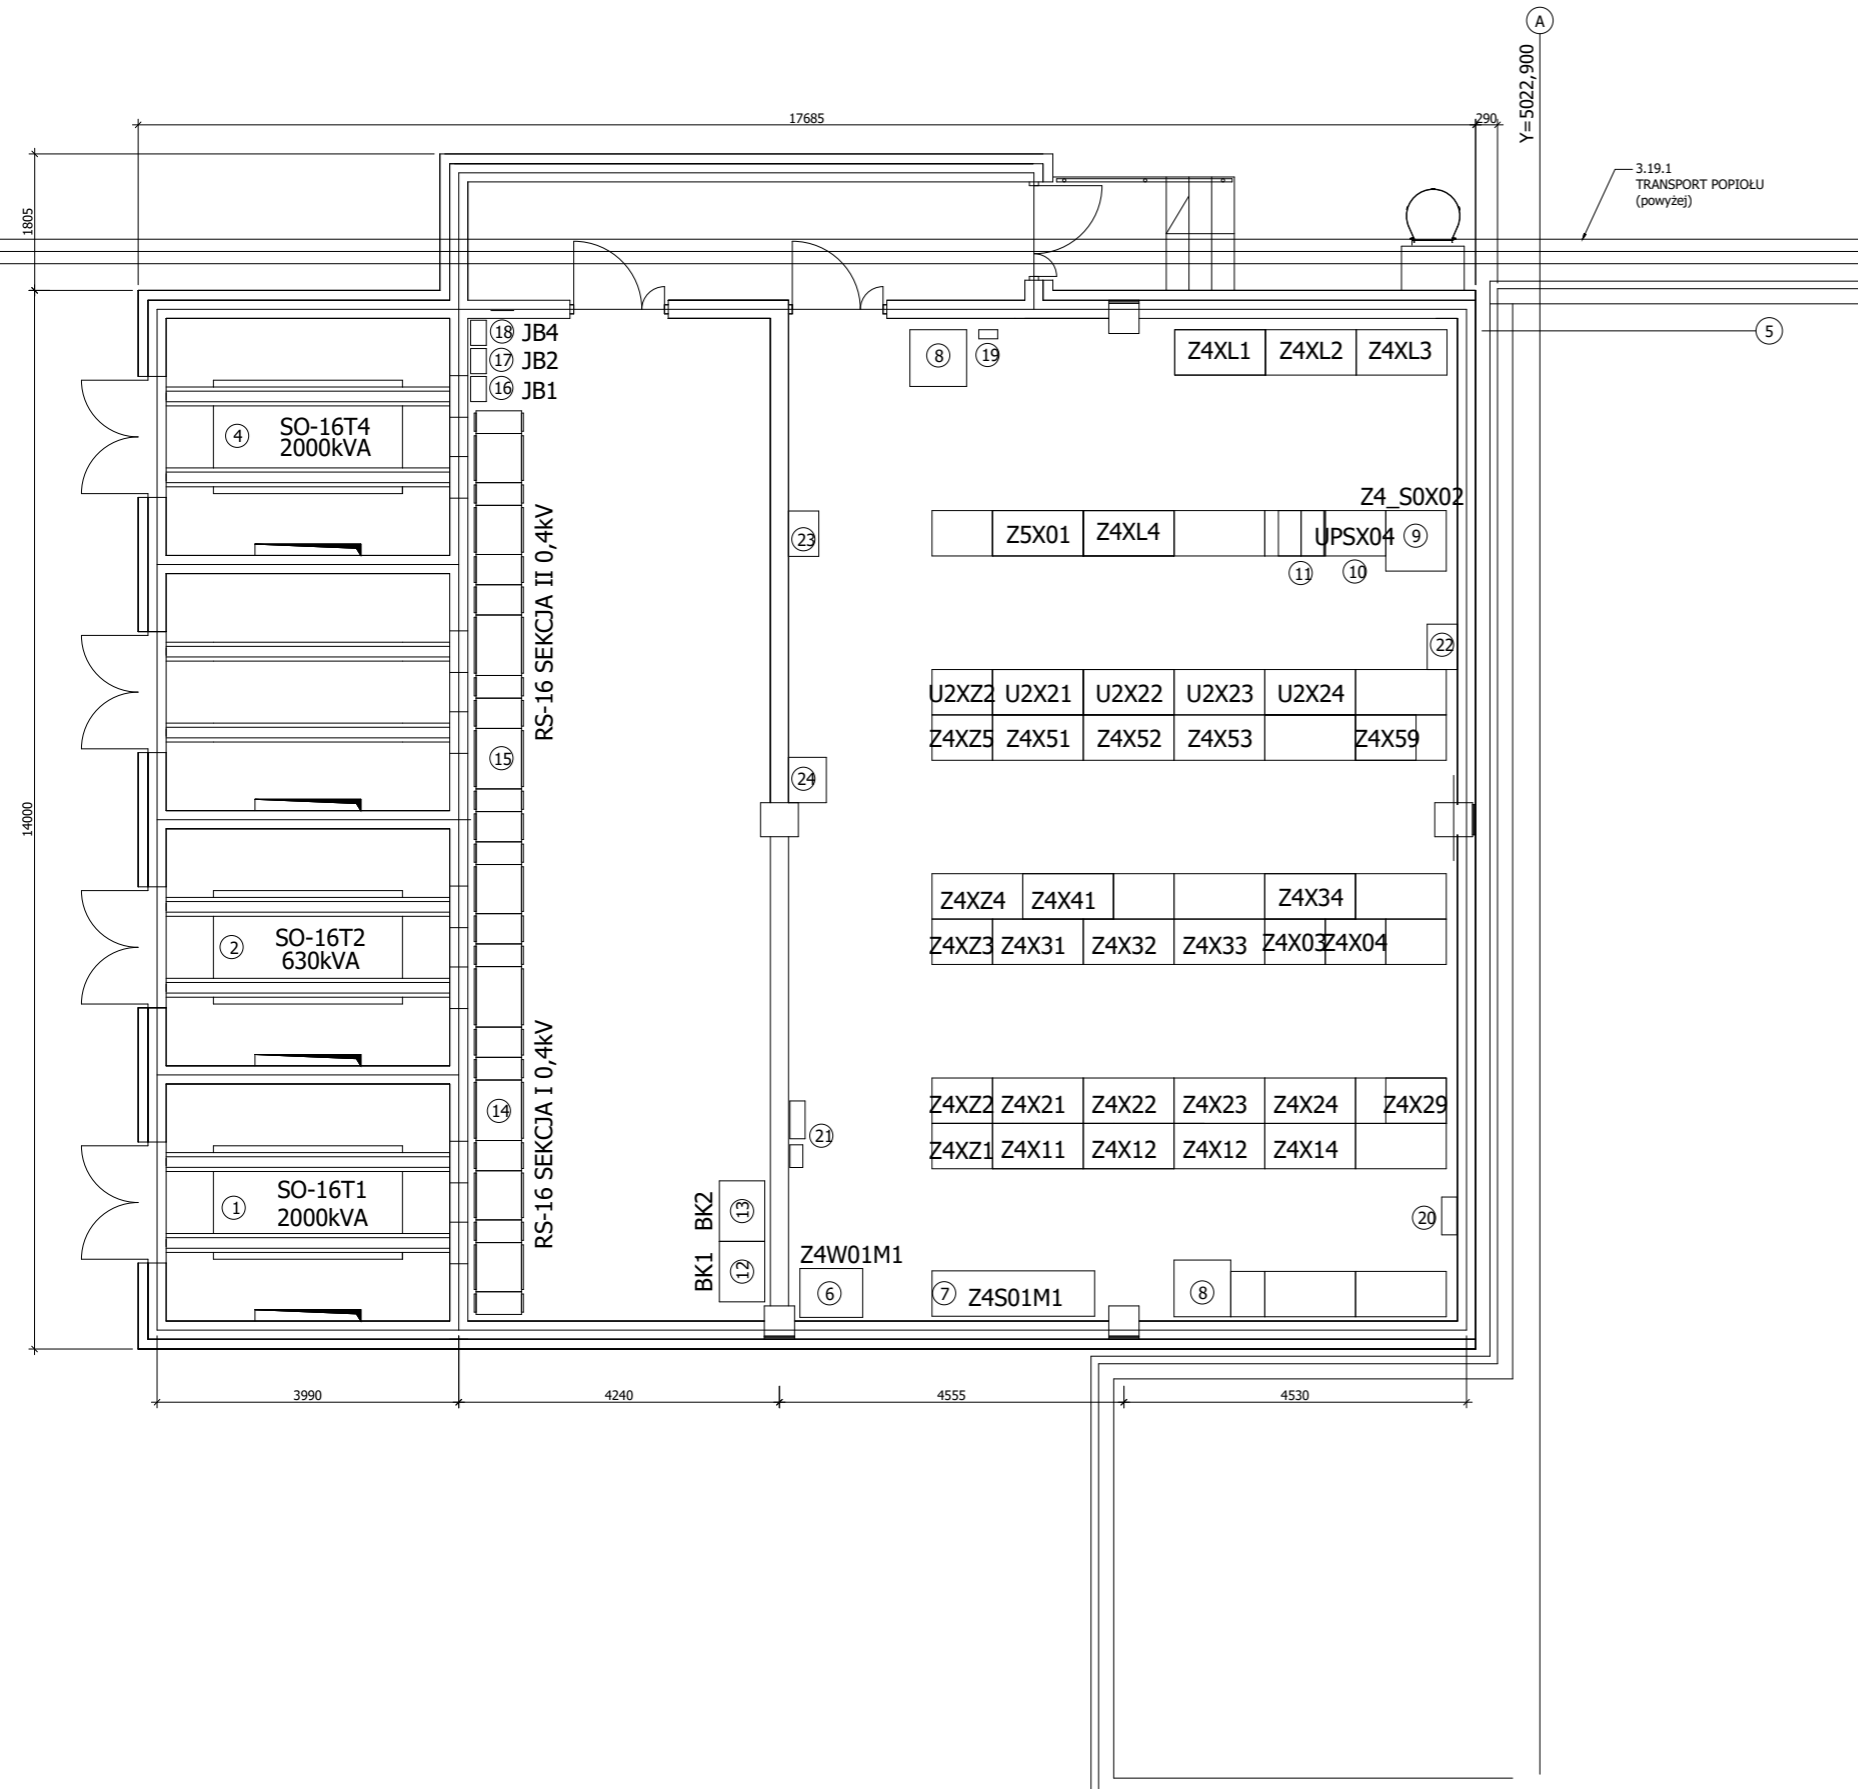 A
Y=5022,900
17685
290
3.19.1
TRANSPORT POPIOŁU
(powyżej)
1805
5
18 JB4
17 JB2
16 JB1
8
19
Z4XL1 Z4XL2 Z4XL3
4
SO-16T4
2000kVA
RS-16 SEKCJA II 0,4kV
23
Z5X01 Z4XL4
Z4_S0X02
UPSX04
9
11
10
22
U2XZ2 U2X21 U2X22 U2X23 U2X24
Z4XZ5 Z4X51 Z4X52 Z4X53 Z4X59
15
24
14000
Z4XZ4 Z4X41 Z4X34
Z4XZ3 Z4X31 Z4X32 Z4X33 Z4X03 Z4X04
2
SO-16T2
630kVA
RS-16 SEKCJA I 0,4kV
14
21
Z4XZ2 Z4X21 Z4X22 Z4X23 Z4X24 Z4X29
Z4XZ1 Z4X11 Z4X12 Z4X12 Z4X14
1
SO-16T1
2000kVA
BK2
13
BK1
12
20
Z4W01M1
6
7
Z4S01M1
8
3990
4240
4555
4530